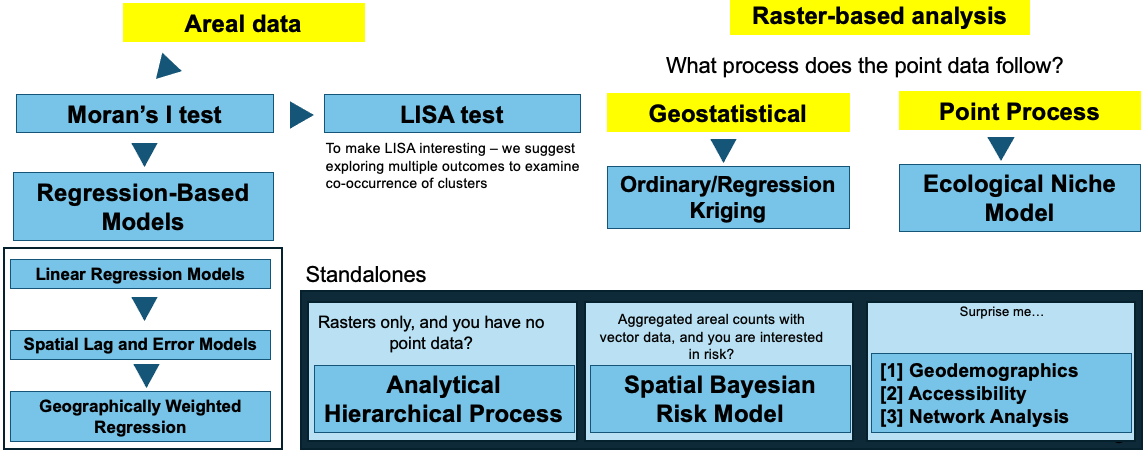 Areal data
Moran's I test
LISA test
To make LISA interesting – we suggest
exploring multiple outcomes to examine
co-occurrence of clusters
Regression-Based
Models
Linear Regression Models
Spatial Lag and Error Models
Geographically Weighted
Regression
Raster-based analysis
What process does the point data follow?
Geostatistical
Ordinary/Regression
Kriging
Point Process
Ecological Niche
Model
Standalones
Rasters only, and you have no
point data?
Analytical
Hierarchical Process
Aggregated areal counts with
vector data, and you are interested
in risk?
Spatial Bayesian
Risk Model
Surprise me…
[1] Geodemographics
[2] Accessibility
[3] Network Analysis